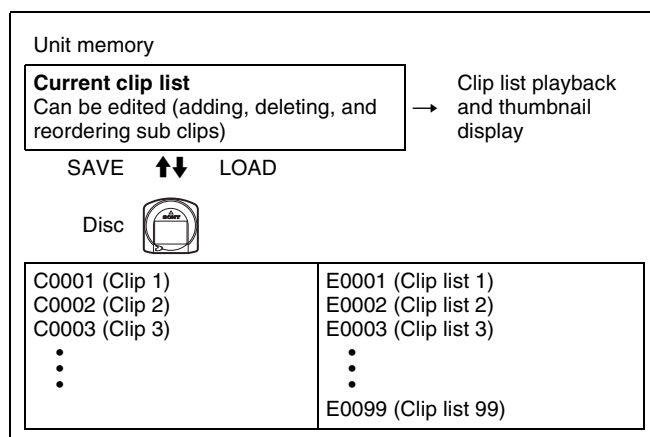 Unit memory
Current clip list
Can be edited (adding, deleting, and
reordering sub clips)
→
Clip list playback
and thumbnail
display
SAVE
LOAD
Disc
SONY
C0001 (Clip 1)
C0002 (Clip 2)
C0003 (Clip 3)
E0001 (Clip list 1)
E0002 (Clip list 2)
E0003 (Clip list 3)
E0099 (Clip list 99)